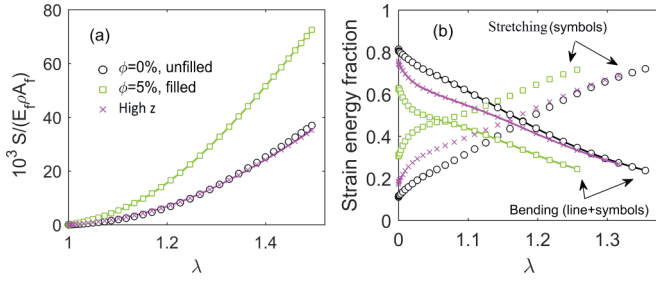 (a)
φ=0%, unfilled
φ=5%, filled
High z
10³ S/(E_fρA_f)
80
60
40
20
0
1
1.2
1.4
λ
(b)
Stretching (symbols)
Bending (line+symbols)
Strain energy fraction
1
0.8
0.6
0.4
0.2
0
0
1.1
1.2
1.3
λ